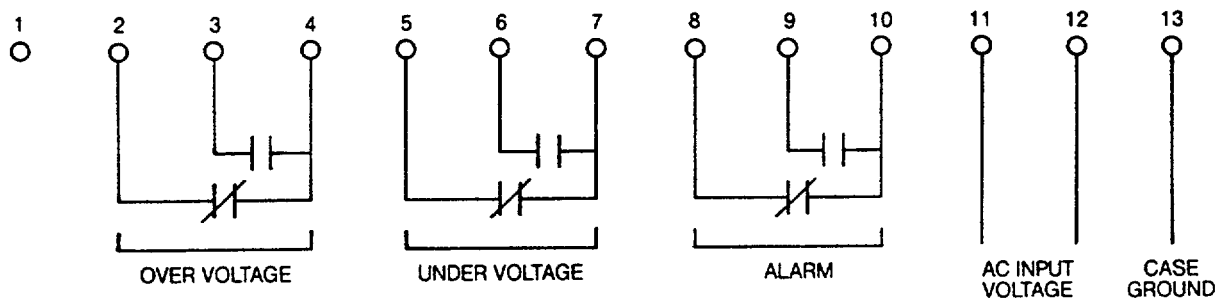 1 2 3 4 5 6 7 8 9 10 11 12 13
OVER VOLTAGE
UNDER VOLTAGE
ALARM
AC INPUT
VOLTAGE
CASE
GROUND